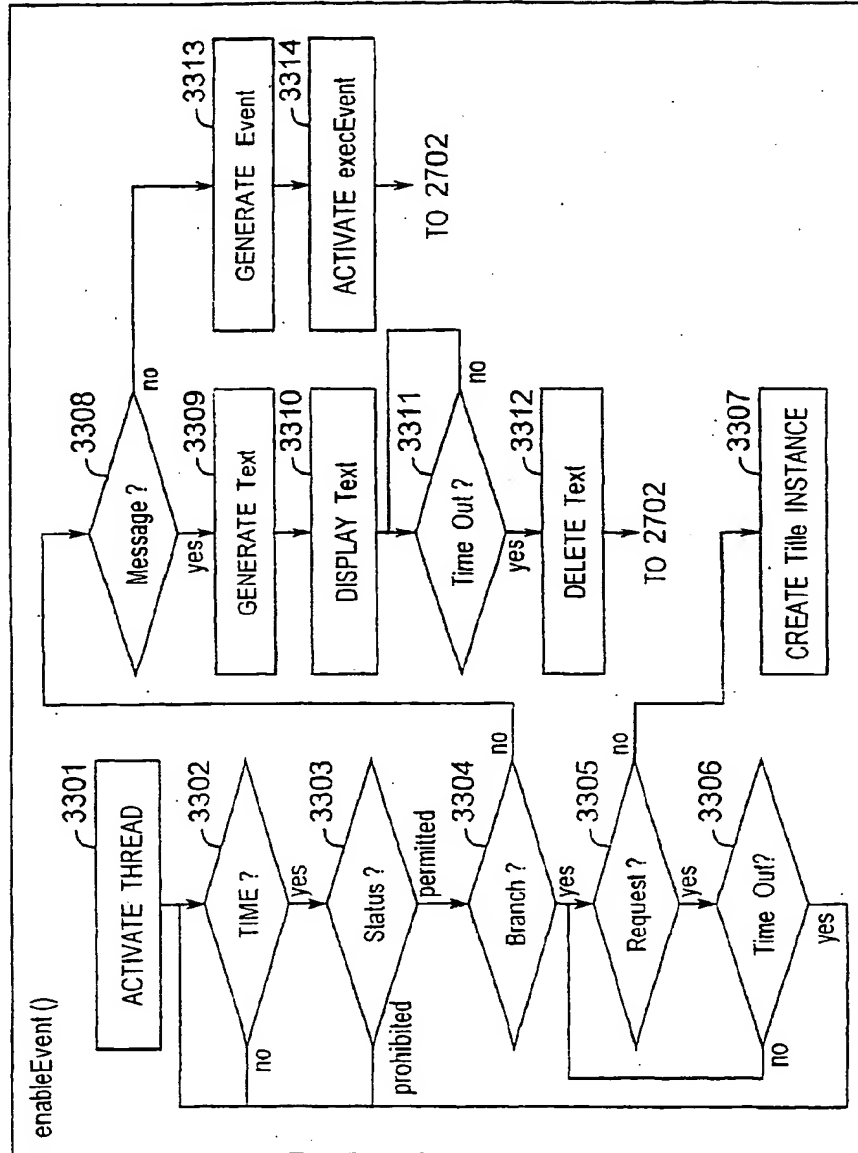 enableEvent ()
3301
ACTIVATE THREAD
3302
TIME ?
no
yes
3303
Status ?
prohibited
permitted
3304
Branch ?
no
yes
3305
Request ?
no
yes
3306
Time Out?
no
yes
3308
Message ?
no
yes
3309
GENERATE Text
3310
DISPLAY Text
3311
Time Out ?
no
yes
3312
DELETE Text
TO 2702
3307
CREATE Title INSTANCE
3313
GENERATE Event
3314
ACTIVATE execEvent
TO 2702